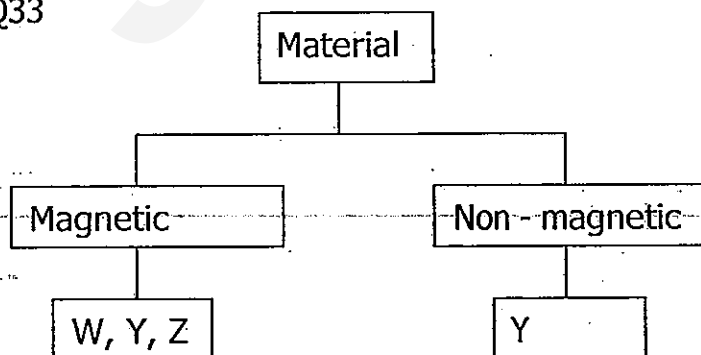 Q33
Material
Magnetic
Non - magnetic
W, Y, Z
Y